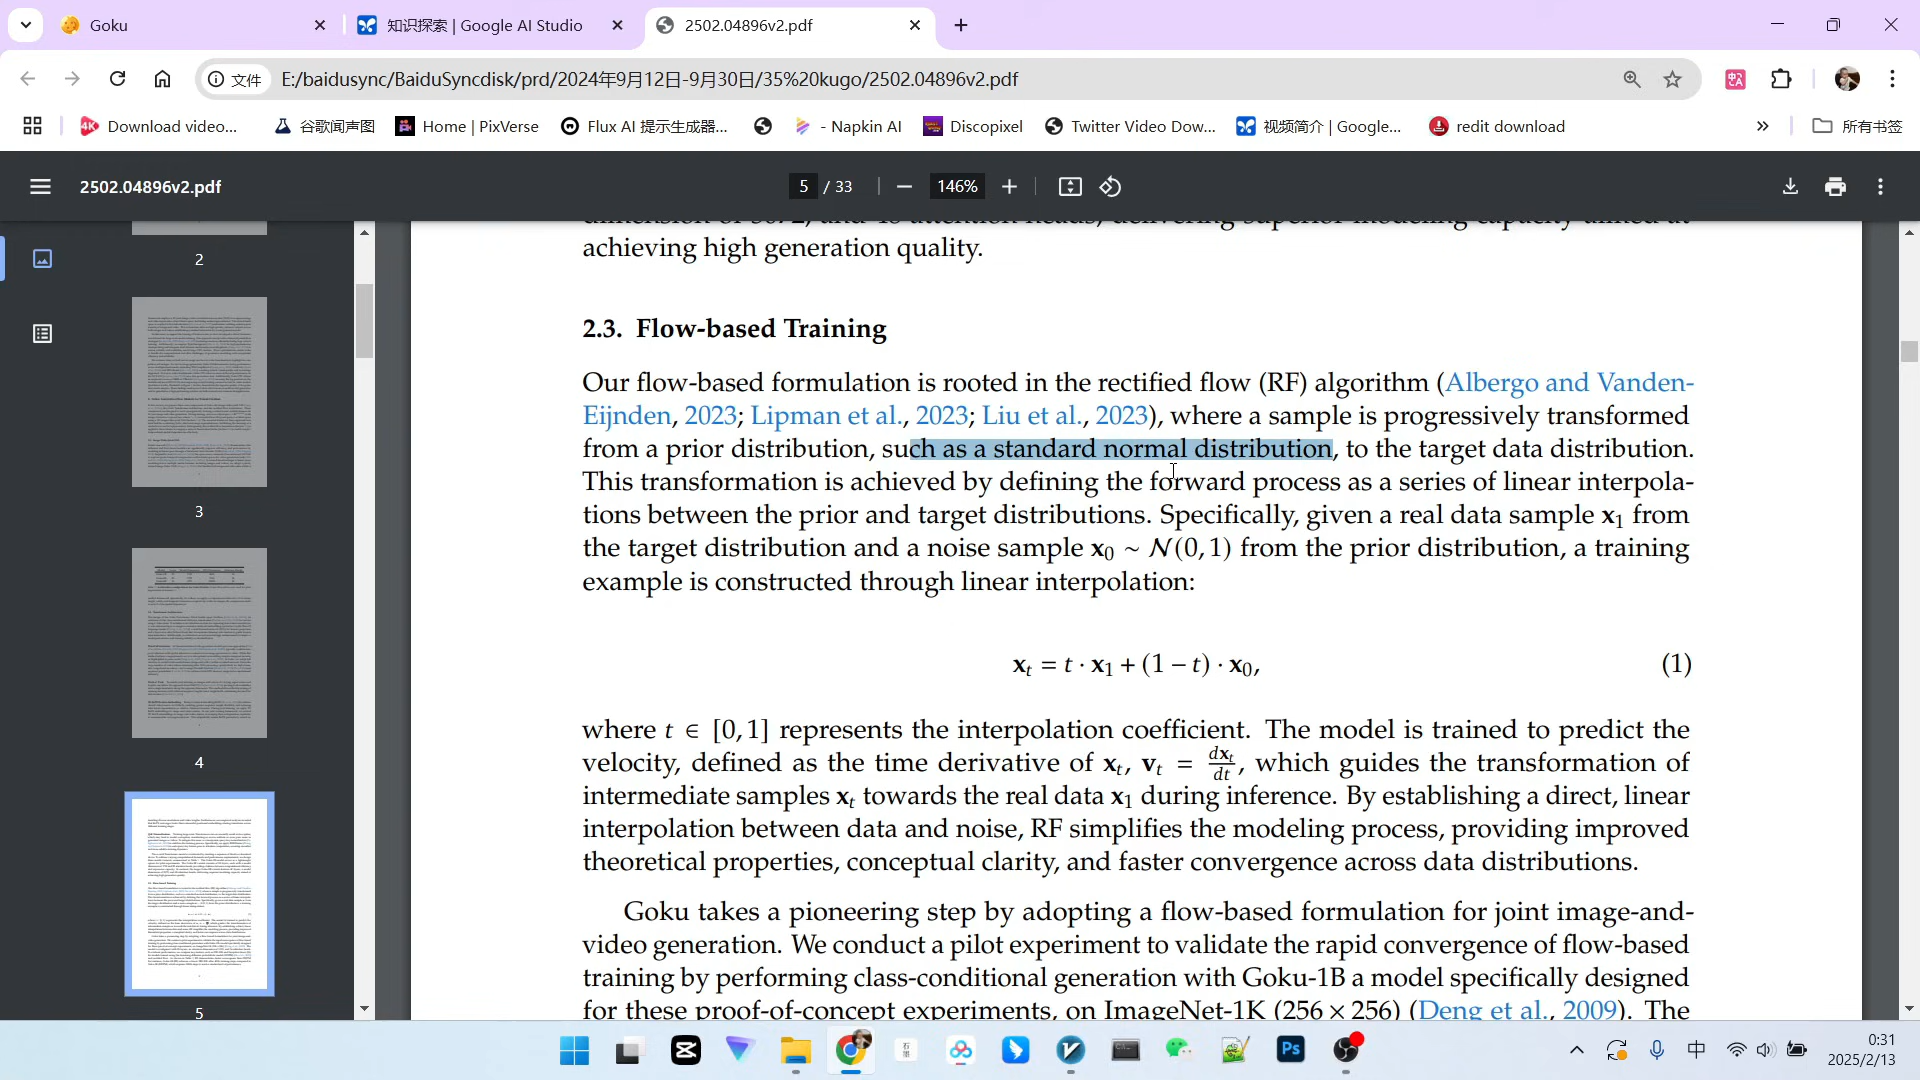 Goku
知识探索 | Google AI Studio
2502.04896v2.pdf
文件
E:/baidusync/BaiduSyncdisk/prd/2024年9月12日-9月30日/35%20kugo/2502.04896v2.pdf
Download video...
谷歌闻声图
Home | PixVerse
Flux AI 提示生成器...
- Napkin AI
Discopixel
Twitter Video Dow...
视频简介 | Google...
redit download
»
所有书签
2502.04896v2.pdf
5 / 33
146%
2
3
4
5
achieving high generation quality.
2.3. Flow-based Training
Our flow-based formulation is rooted in the rectified flow (RF) algorithm (Albergo and Vanden-
Eijnden, 2023; Lipman et al., 2023; Liu et al., 2023), where a sample is progressively transformed
from a prior distribution, such as a standard normal distribution, to the target data distribution.
This transformation is achieved by defining the forward process as a series of linear interpola-
tions between the prior and target distributions. Specifically, given a real data sample x₁ from
the target distribution and a noise sample x₀ ~ N(0, 1) from the prior distribution, a training
example is constructed through linear interpolation:
xₜ = t · x₁ + (1 − t) · x₀, (1)
where t ∈ [0, 1] represents the interpolation coefficient. The model is trained to predict the
velocity, defined as the time derivative of xₜ, vₜ = dxₜ/dt, which guides the transformation of
intermediate samples xₜ towards the real data x₁ during inference. By establishing a direct, linear
interpolation between data and noise, RF simplifies the modeling process, providing improved
theoretical properties, conceptual clarity, and faster convergence across data distributions.
Goku takes a pioneering step by adopting a flow-based formulation for joint image-and-
video generation. We conduct a pilot experiment to validate the rapid convergence of flow-based
training by performing class-conditional generation with Goku-1B a model specifically designed
for these proof-of-concept experiments, on ImageNet-1K (256 × 256) (Deng et al., 2009). The
Ps
中
0:31
2025/2/13